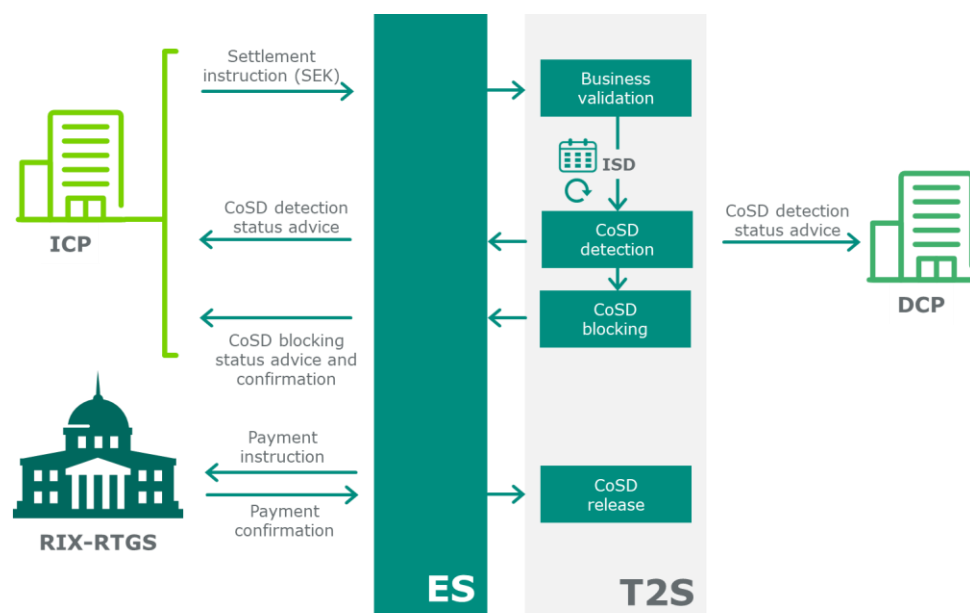 Settlement
instruction (SEK)
Business
validation
ISD
CoSD detection
status advice
CoSD
detection
CoSD detection
status advice
ICP
DCP
CoSD
blocking
CoSD blocking
status advice and
confirmation
Payment
instruction
CoSD
release
Payment
confirmation
RIX-RTGS
ES
T2S